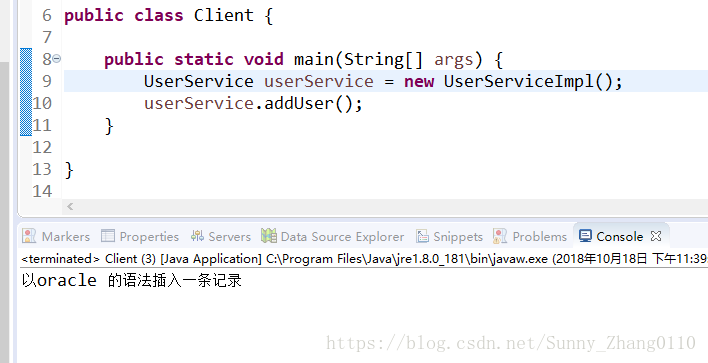 6 public class Client {
7
8 public static void main(String[] args) {
9 UserService userService = new UserServiceImpl();
10 userService.addUser();
11 }
12
13 }
14
Markers Properties Servers Data Source Explorer Snippets Problems Console
<terminated> Client (3) [Java Application] C:\Program Files\Java\jre1.8.0_181\bin\javaw.exe (2018年10月18日 下午11:39:
以oracle 的语法插入一条记录
https://blog.csdn.net/Sunny_Zhang0110